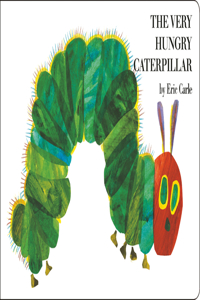 THE VERY
HUNGRY
CATERPILLAR
by Eric Carle